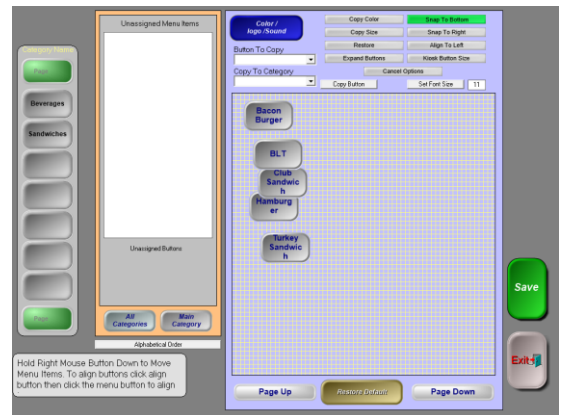 Category Name
Page
Beverages
Sandwiches
Page
Unassigned Menu Items
Unassigned Buttons
All
Categories
Main
Category
Alphabetical Order
Hold Right Mouse
Button Down to Move
Menu Items. To align
buttons click align
button then click the
menu button to align
Color /
logo /Sound
Button To Copy
Copy To Category
Copy Color
Copy Size
Restore
Expand Buttons
Snap To Bottom
Snap To Right
Align To Left
Kiosk Button Size
Cancel Options
Copy Button
Set Font Size
11
Bacon
Burger
BLT
Club
Sandwic
h
Hamburg
er
Turkey
Sandwic
h
Page Up
Restore Default
Page Down
Save
Exit